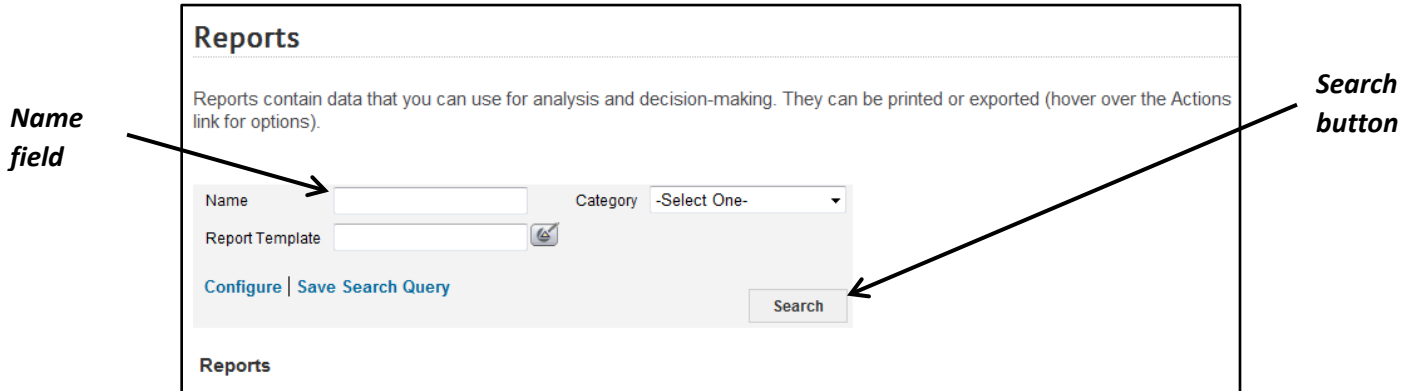 Reports
Reports contain data that you can use for analysis and decision-making. They can be printed or exported (hover over the Actions
link for options).
Name
field
Search
button
Name
Category
-Select One-
Report Template
Configure | Save Search Query
Search
Reports